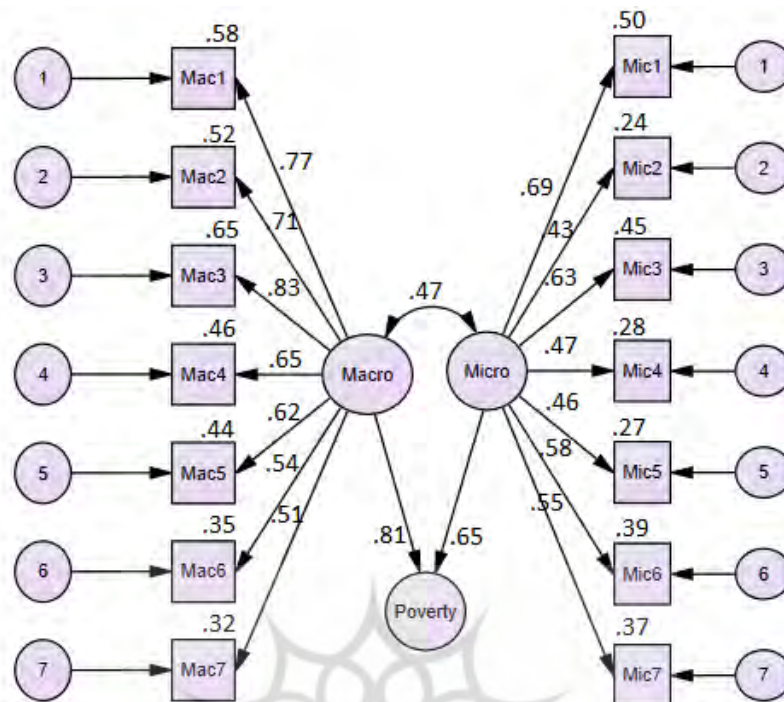 .58
.50
1
Mac1
Mic1
1
.52
.24
2
Mac2
.77
.69
Mic2
2
.65
.71
.43
.45
3
Mac3
.83
.47
.63
Mic3
3
.46
.28
4
Mac4
.65
Macro
Micro
.47
Mic4
4
.44
.62
.46
.27
5
Mac5
.54
.58
Mic5
5
.35
.51
.55
.39
6
Mac6
.81
.65
Mic6
6
Poverty
.32
.37
7
Mac7
Mic7
7